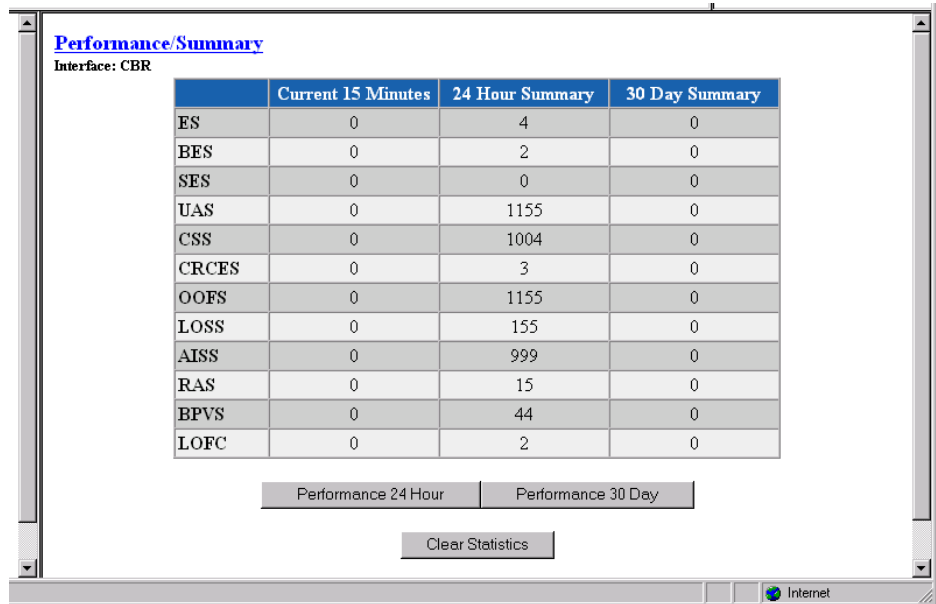 Performance/Summary
Interface: CBR
Current 15 Minutes 24 Hour Summary 30 Day Summary
ES 0 4 0
BES 0 2 0
SES 0 0 0
UAS 0 1155 0
CSS 0 1004 0
CRCES 0 3 0
OOFS 0 1155 0
LOSS 0 155 0
AISS 0 999 0
RAS 0 15 0
BPVS 0 44 0
LOFC 0 2 0
Performance 24 Hour Performance 30 Day
Clear Statistics
Internet